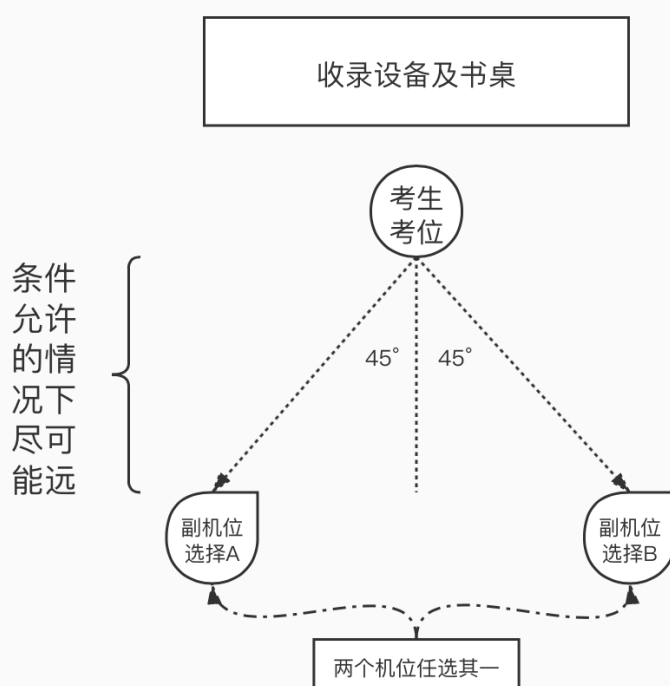 收录设备及书桌
考生
考位
条件
允许
的情
况下
尽可
能远
45°
45°
副机位
选择A
副机位
选择B
两个机位任选其一